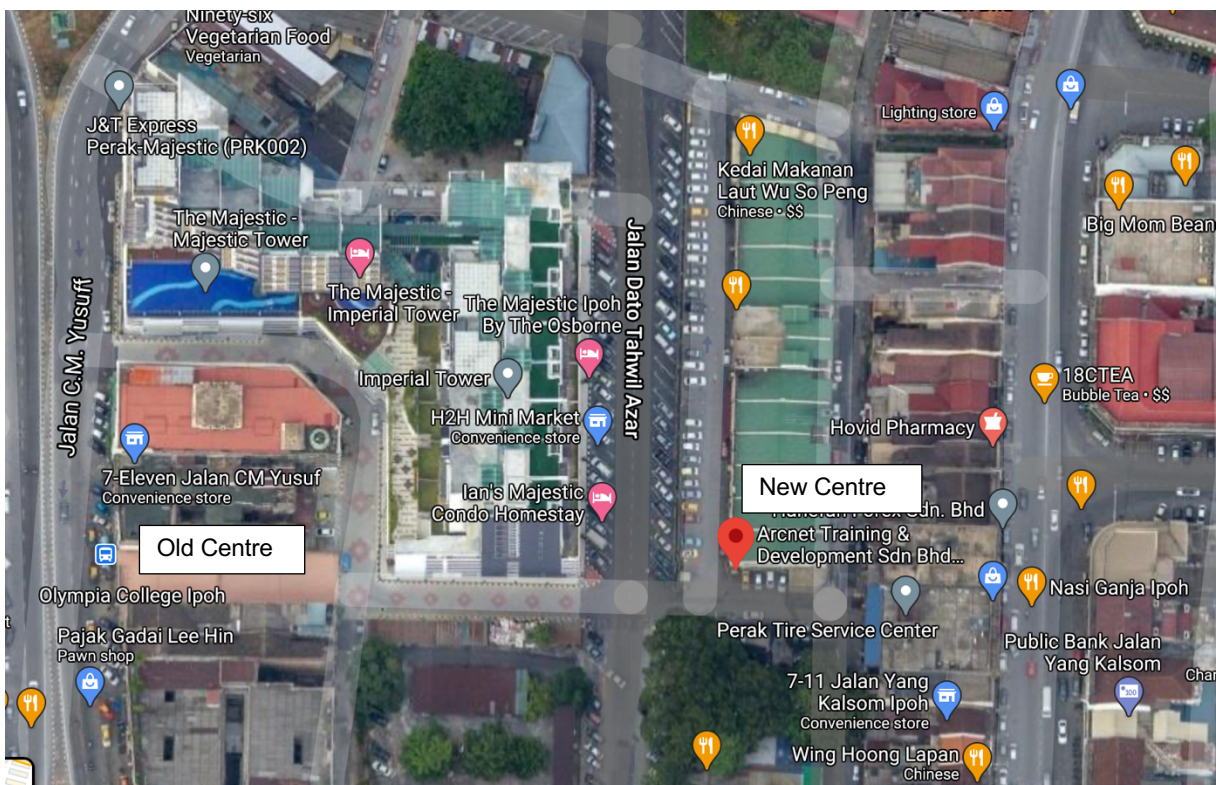 Ninety-six
Vegetarian Food
Vegetarian
J&T Express
Perak-Majestic (PRK002)
The Majestic -
Majestic Tower
The Majestic -
Imperial Tower
Jalan C.M. Yusuff
The Majestic Ipoh
By The Osborne
Imperial Tower
H2H Mini Market
Convenience store
Jalan Dato Tahwil Azar
Kedai Makanan
Laut Wu So Peng
Chinese • $$
Lighting store
Big Mom Bean
18CTEA
Bubble Tea • $$
Hovid Pharmacy
7-Eleven Jalan CM Yusuf
Convenience store
Ian's Majestic
Condo Homestay
New Centre
Sdn. Bhd
Arcnet Training &
Development Sdn Bhd...
Old Centre
Olympia College Ipoh
Pajak Gadai Lee Hin
Pawn shop
Perak Tire Service Center
Nasi Ganja Ipoh
Public Bank Jalan
Yang Kalsom
100
7-11 Jalan Yang
Kalsom Ipoh
Convenience store
Wing Hoong Lapan
Chinese